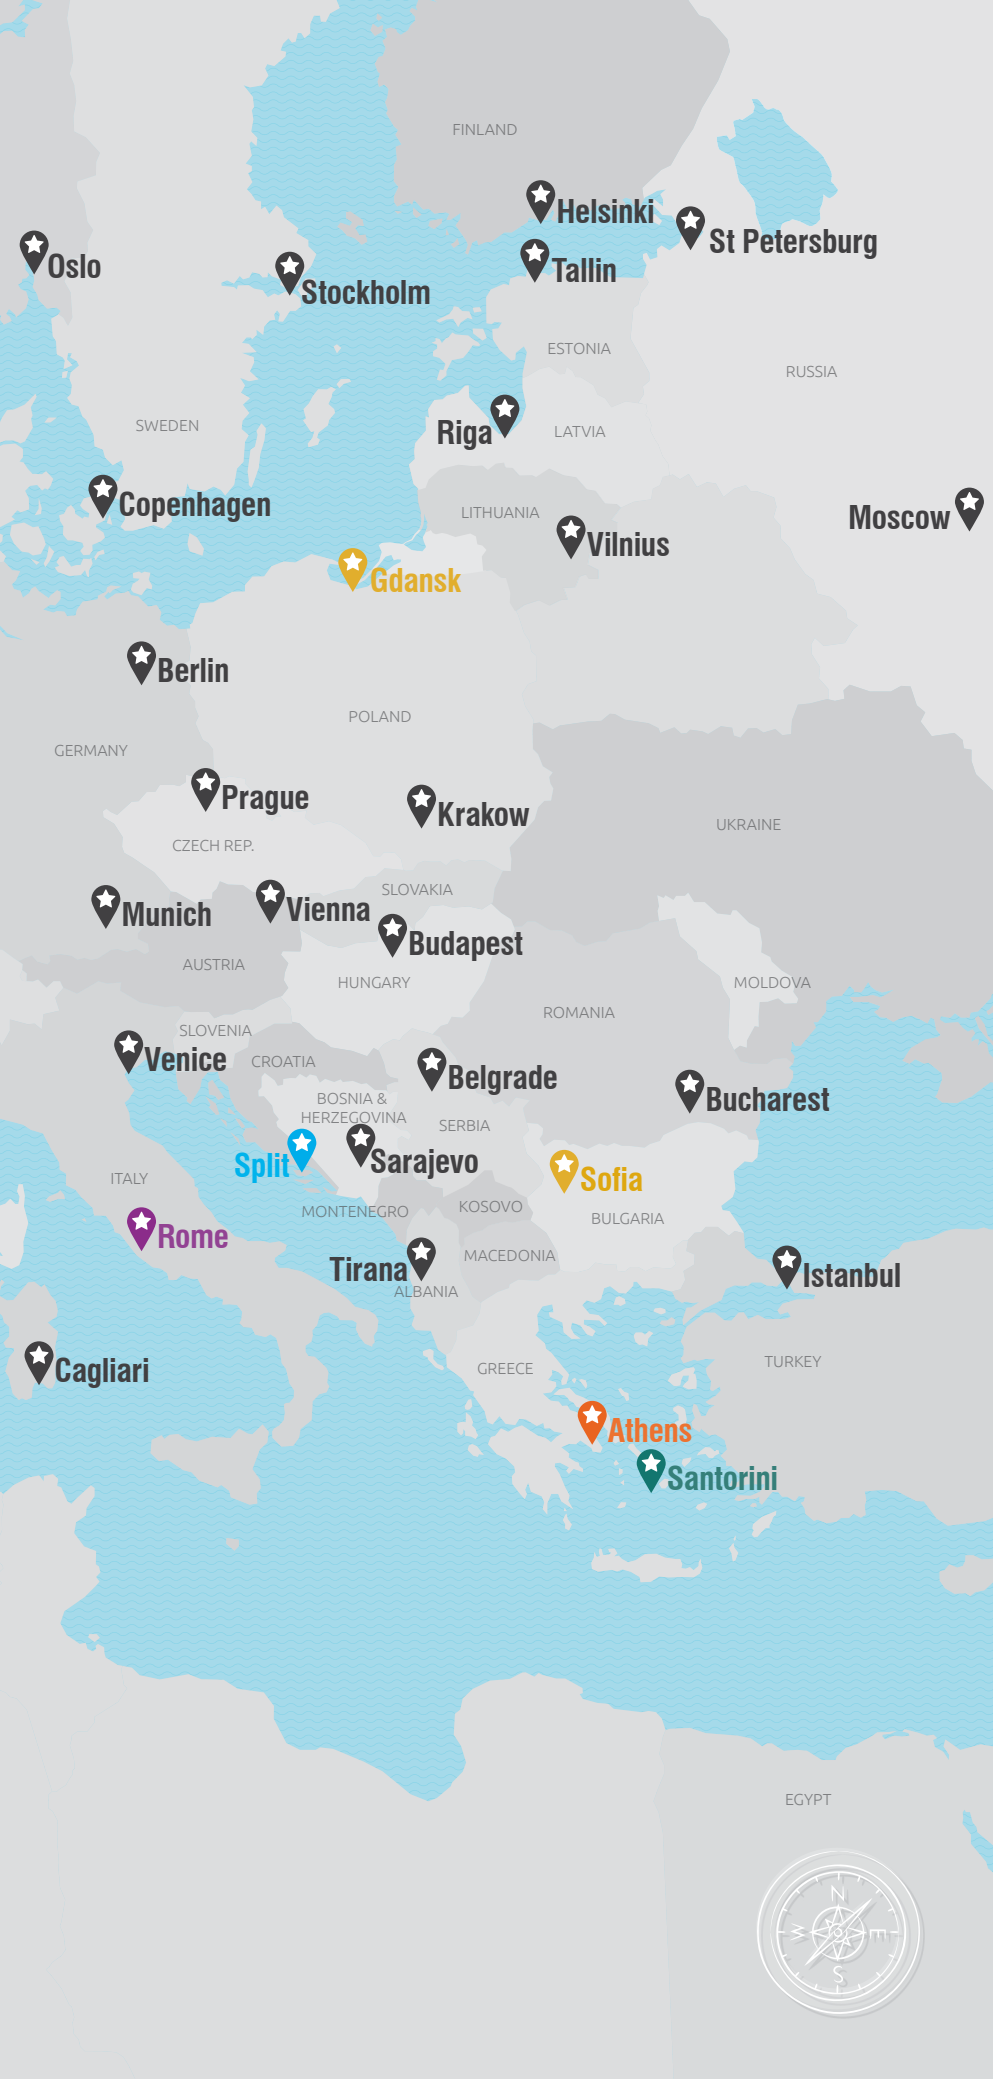 FINLAND
Helsinki
St Petersburg
Oslo
Tallin
Stockholm
ESTONIA
RUSSIA
SWEDEN
Riga
LATVIA
Copenhagen
LITHUANIA
Moscow
Vilnius
Gdansk
Berlin
POLAND
GERMANY
Prague
Krakow
UKRAINE
CZECH REP.
SLOVAKIA
Munich
Vienna
Budapest
AUSTRIA
HUNGARY
MOLDOVA
ROMANIA
SLOVENIA
Venice
CROATIA
Belgrade
BOSNIA &
HERZEGOVINA
Bucharest
SERBIA
Split
Sarajevo
ITALY
Sofia
MONTENEGRO
KOSOVO
BULGARIA
Rome
MACEDONIA
Tirana
Istanbul
ALBANIA
Cagliari
GREECE
TURKEY
Athens
Santorini
EGYPT
N
W
E
S